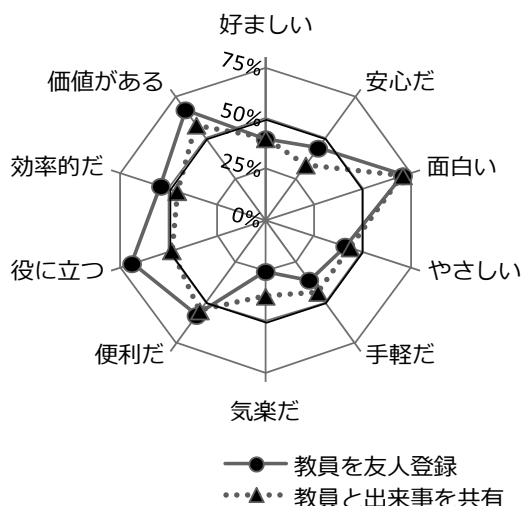 好ましい
75%
価値がある
安心だ
50%
効率的だ
25%
面白い
0%
役に立つ
やさしい
便利だ
手軽だ
気楽だ
教員を友人登録
教員と出来事を共有